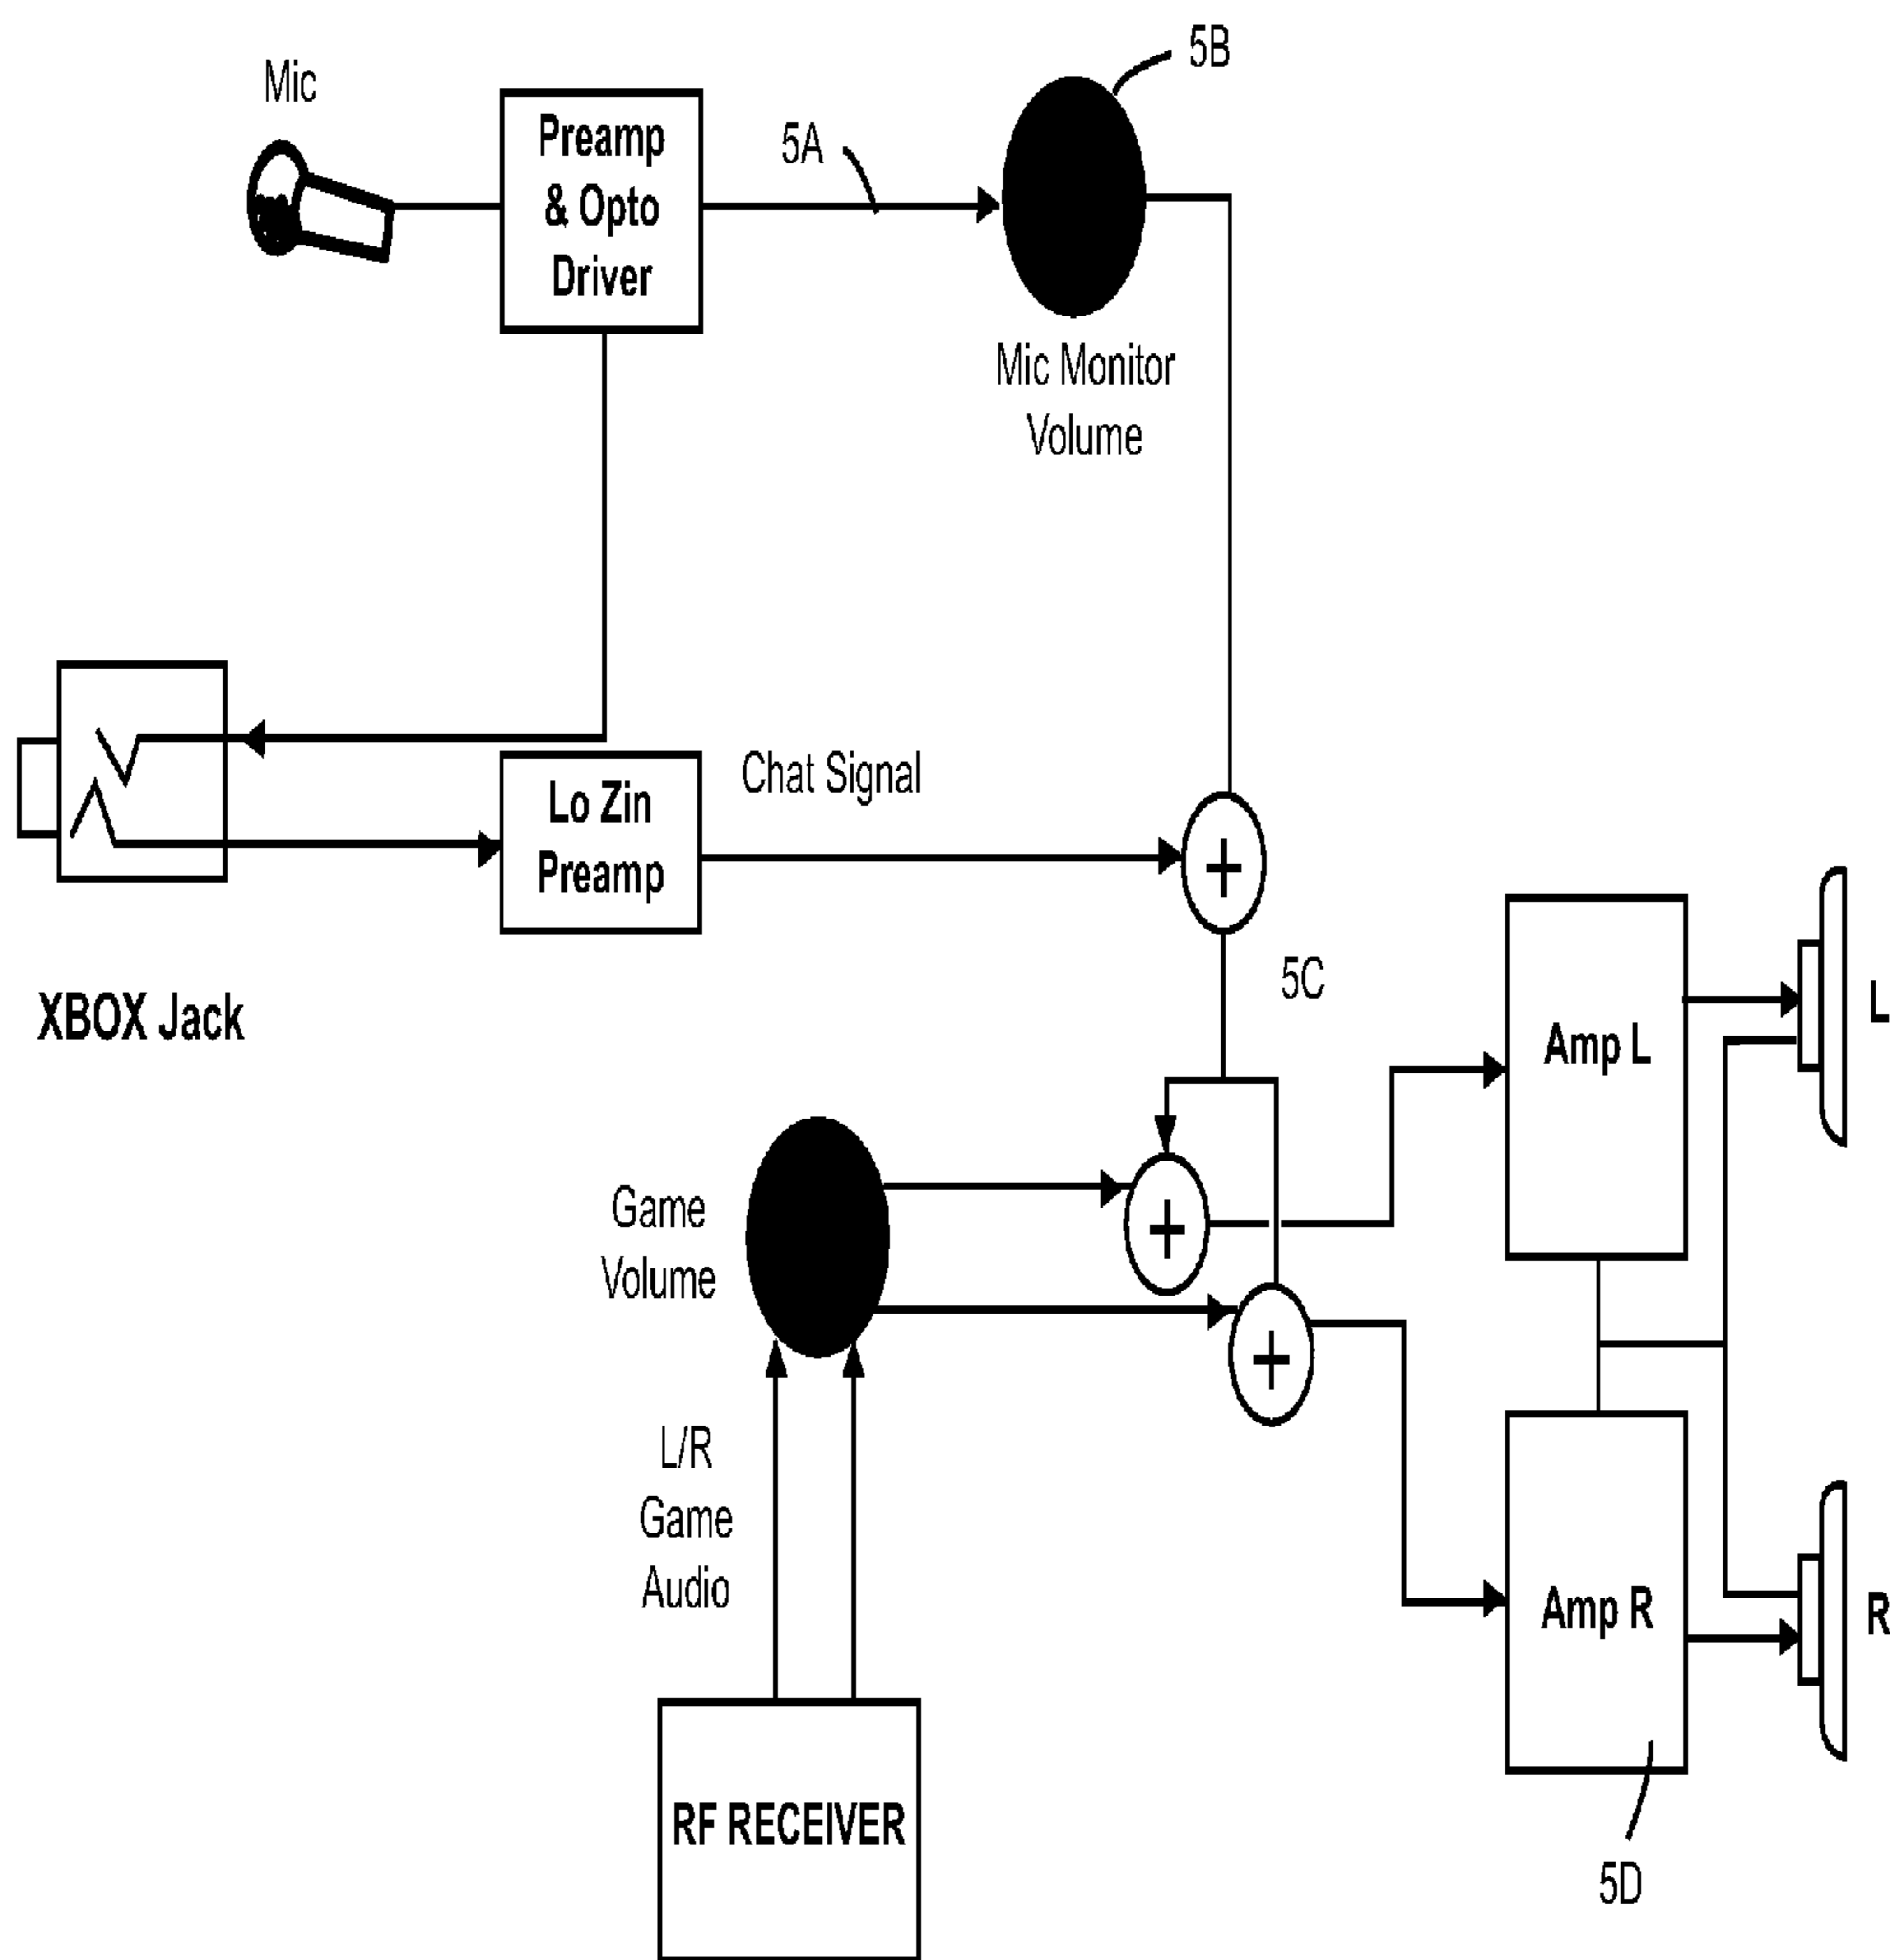 5B
Mic
Preamp
& Opto
Driver
5A
Mic Monitor
Volume
Chat Signal
Lo Zin
Preamp
+
XBOX Jack
5C
L
Amp L
Game
Volume
+
+
L/R
Game
Audio
Amp R
R
RF RECEIVER
5D